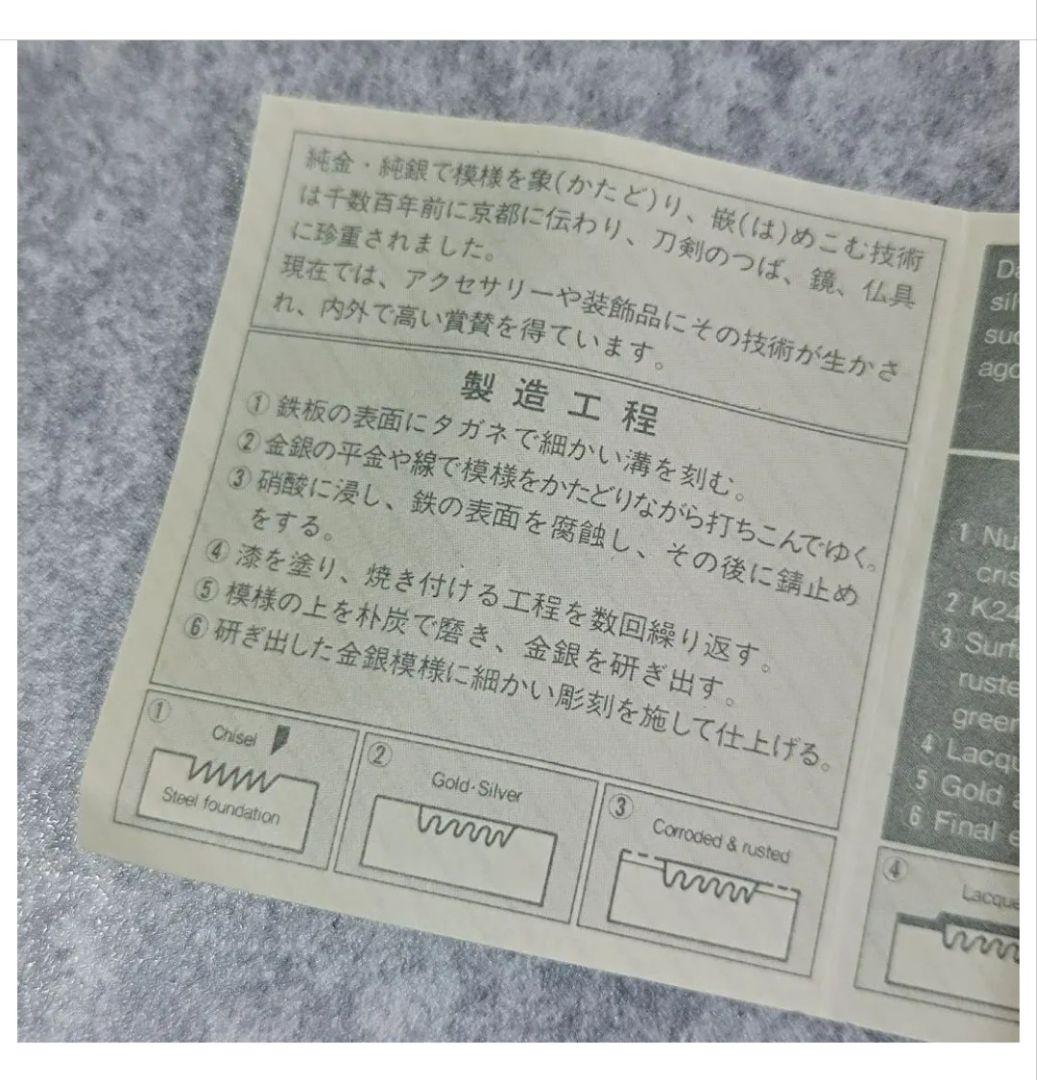 純金・純銀で模様を象(かたど)り、嵌(は)めこむ技術
は千数百年前に京都に伝わり、刀剣のつば、鏡、仏具
に珍重されました。
現在では、アクセサリーや装飾品にその技術が生かさ
れ、内外で高い賞賛を得ています。
製造工程
① 鉄板の表面にタガネで細かい溝を刻む。
② 金銀の平金や線で模様をかたどりながら打ちこんでゆく。
③ 硝酸に浸し、鉄の表面を腐蝕し、その後に錆止め
をする。
④ 漆を塗り、焼き付ける工程を数回繰り返す。
⑤ 模様の上を朴炭で磨き、金銀を研ぎ出す。
⑥ 研ぎ出した金銀模様に細かい彫刻を施して仕上げる。
①
Chisel
Steel foundation
②
Gold·Silver
③
Corroded & rusted
ago
1
2 K24
3
4
5 Gold
6 Final
④